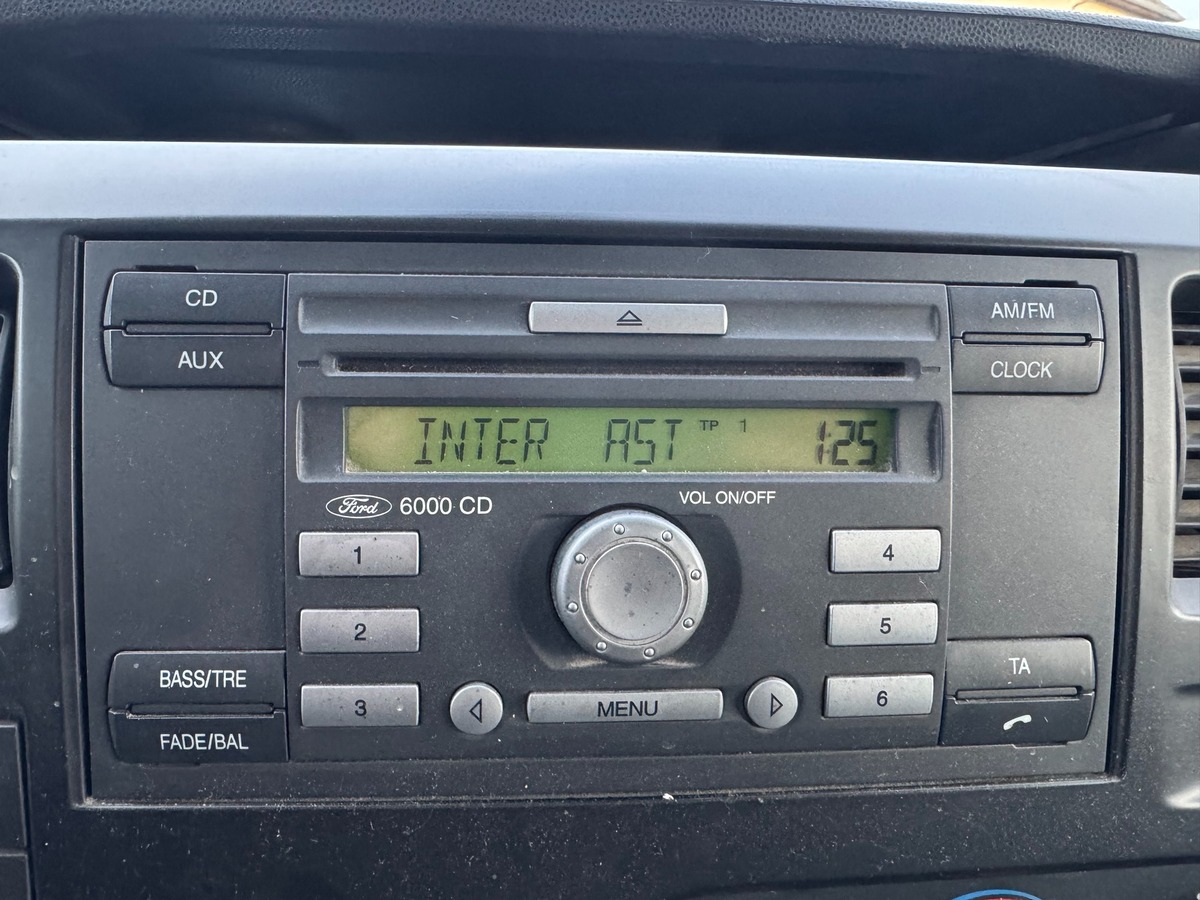 CD
AM/FM
AUX
CLOCK
INTER AST TP 1 1:25
Ford 6000 CD
VOL ON/OFF
1
4
2
5
BASS/TRE
TA
3
MENU
6
FADE/BAL